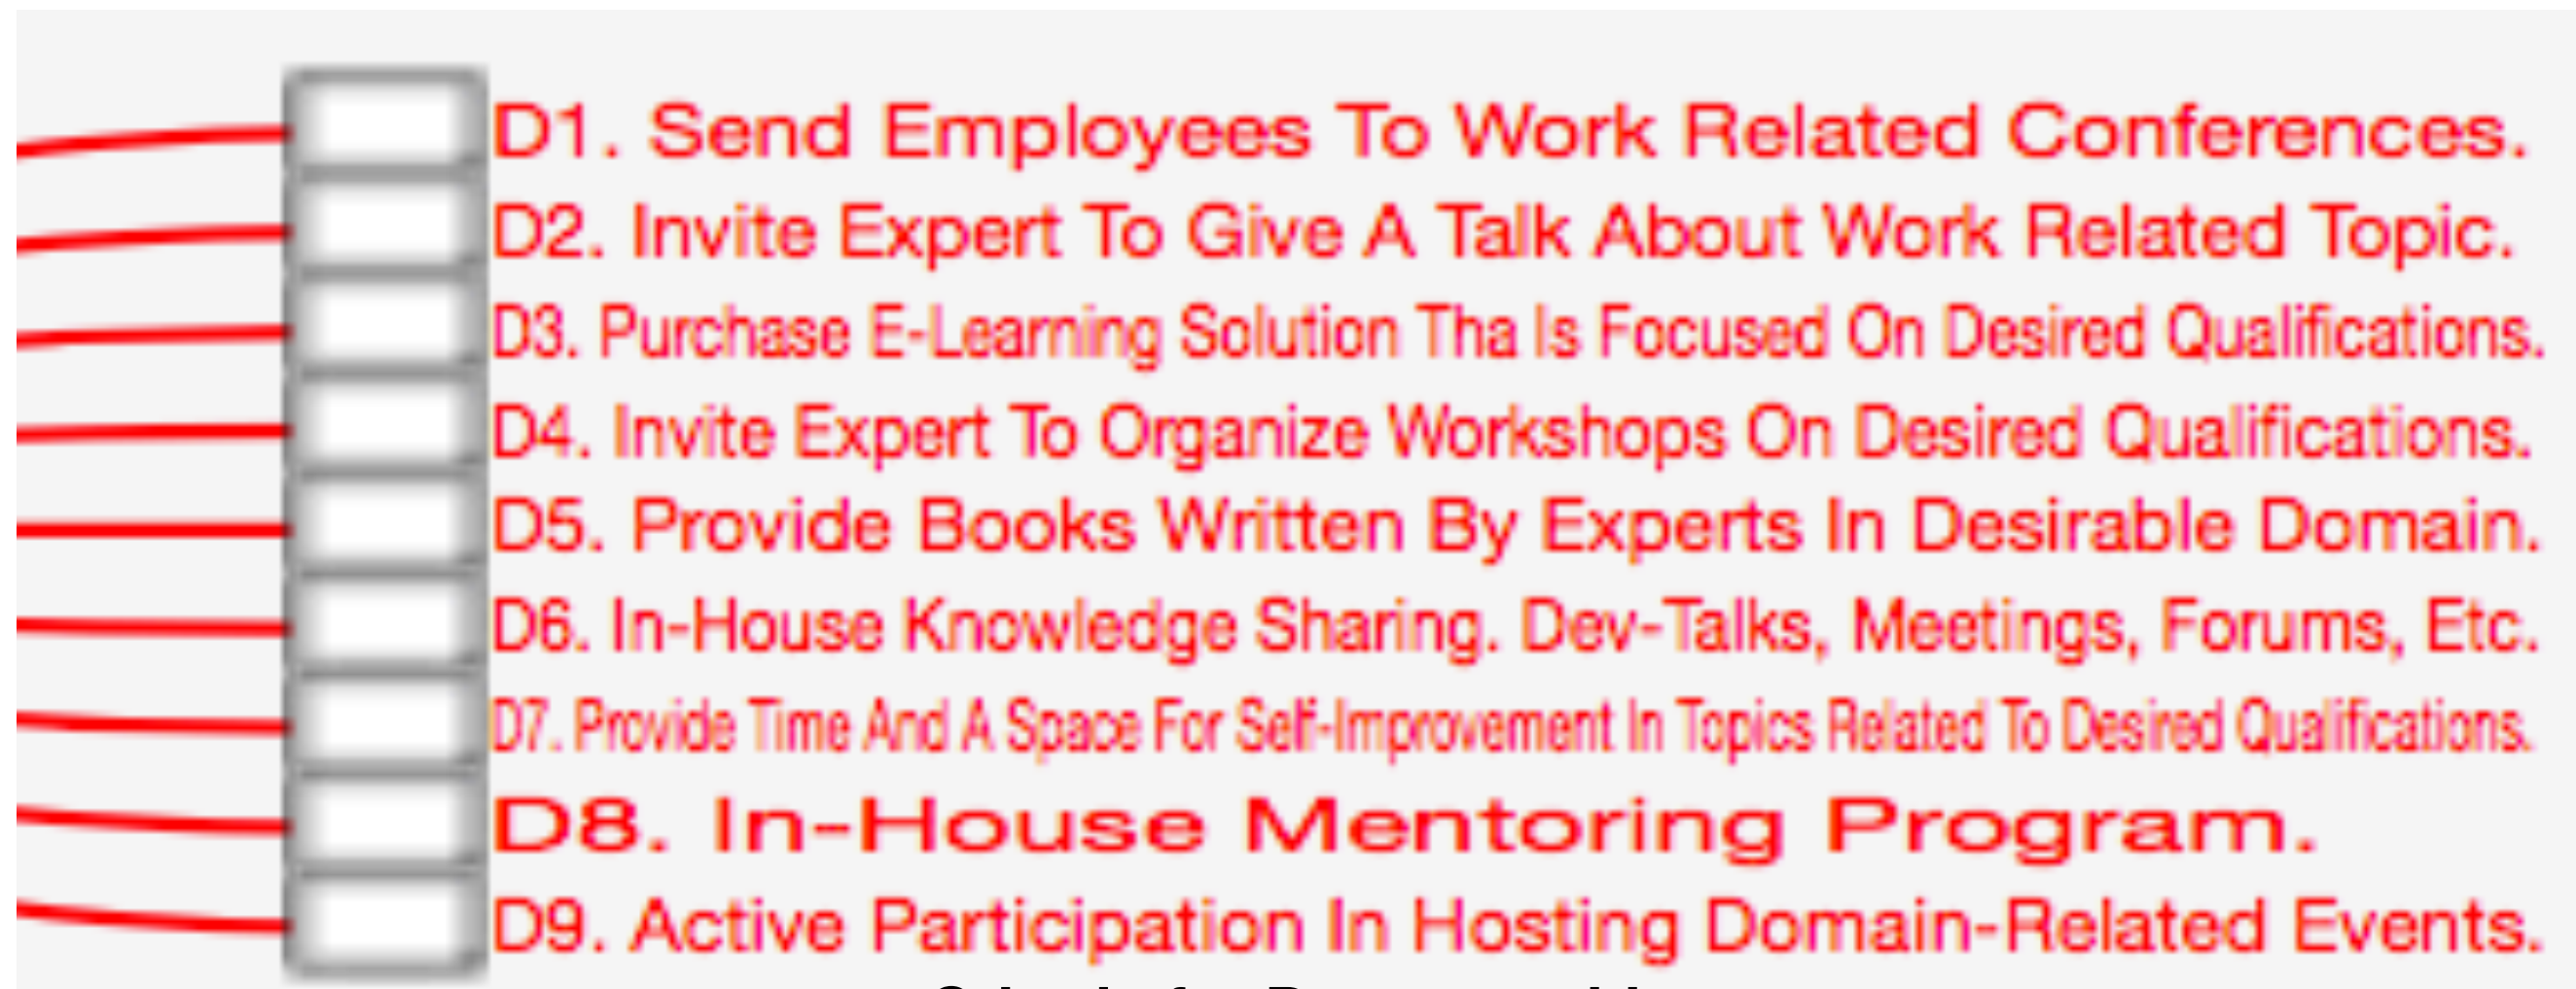 D1. Send Employees To Work Related Conferences.
D2. Invite Expert To Give A Talk About Work Related Topic.
D3. Purchase E-Learning Solution Tha Is Focused On Desired Qualifications.
D4. Invite Expert To Organize Workshops On Desired Qualifications.
D5. Provide Books Written By Experts In Desirable Domain.
D6. In-House Knowledge Sharing. Dev-Talks, Meetings, Forums, Etc.
D7. Provide Time And A Space For Self-Improvement In Topics Related To Desired Qualifications.
D8. In-House Mentoring Program.
D9. Active Participation In Hosting Domain-Related Events.